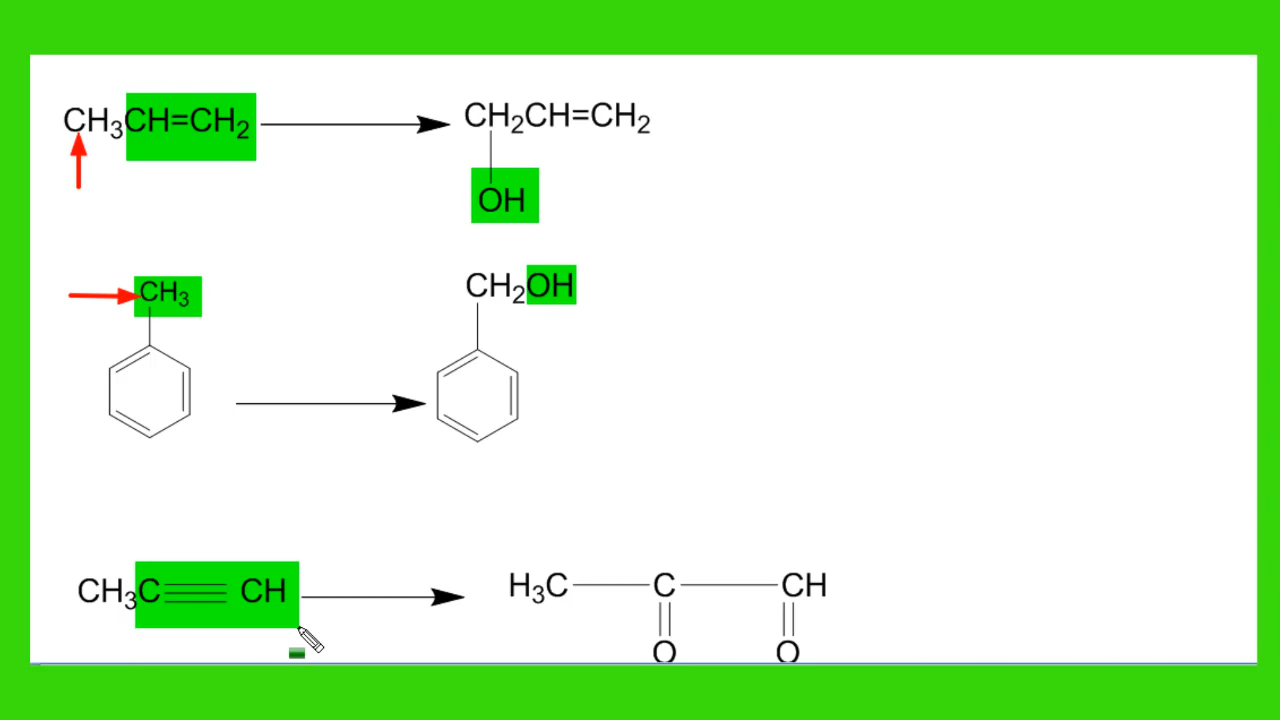 CH₃CH=CH₂ CH₂CH=CH₂
OH
CH₃ CH₂OH
CH₃C≡CH H₃C—C—CH
O O